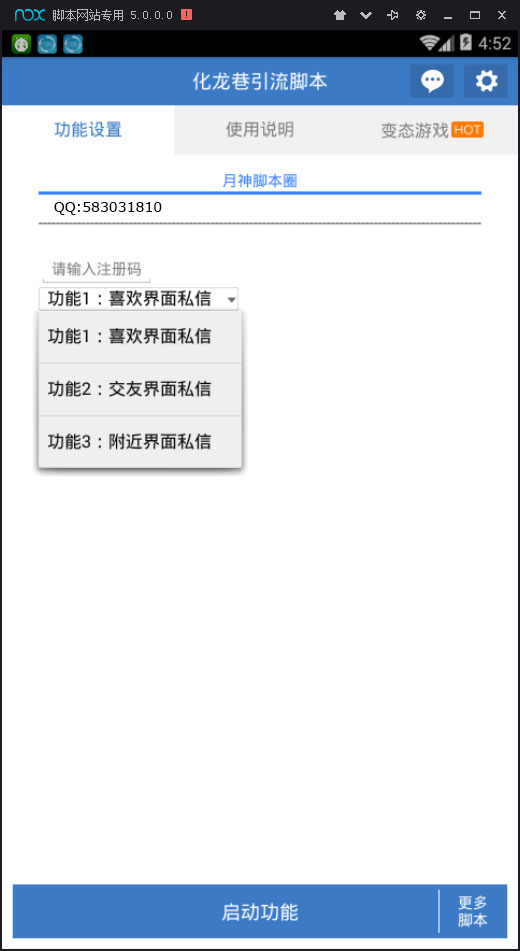 nox 脚本网站专用 5.0.0.0
4:52
化龙巷引流脚本
功能设置 使用说明 变态游戏 HOT
月神脚本圈
QQ:583031810
请输入注册码
功能1：喜欢界面私信
功能1：喜欢界面私信
功能2：交友界面私信
功能3：附近界面私信
启动功能
更多
脚本